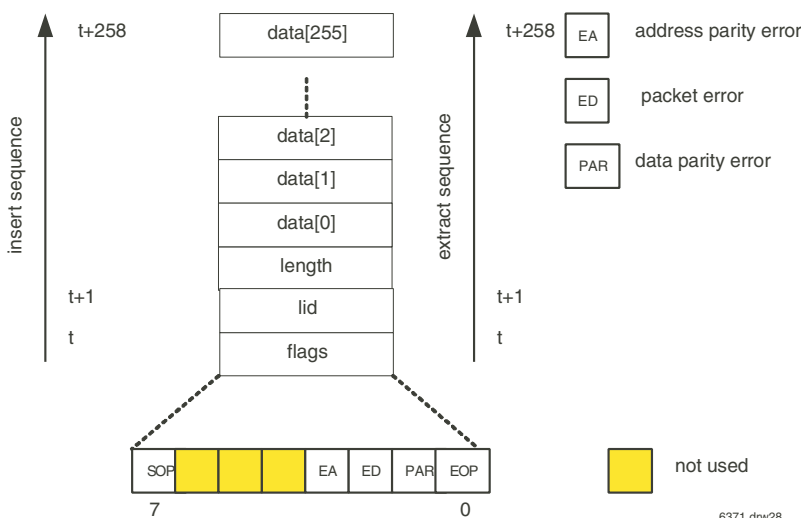 t+258
data[255]
t+258
EA
address parity error
ED
packet error
data[2]
PAR
data parity error
data[1]
insert sequence
data[0]
extract sequence
length
t+1
lid
t+1
t
flags
t
SOP
EA
ED
PAR
EOP
not used
7
0
6371 drw28